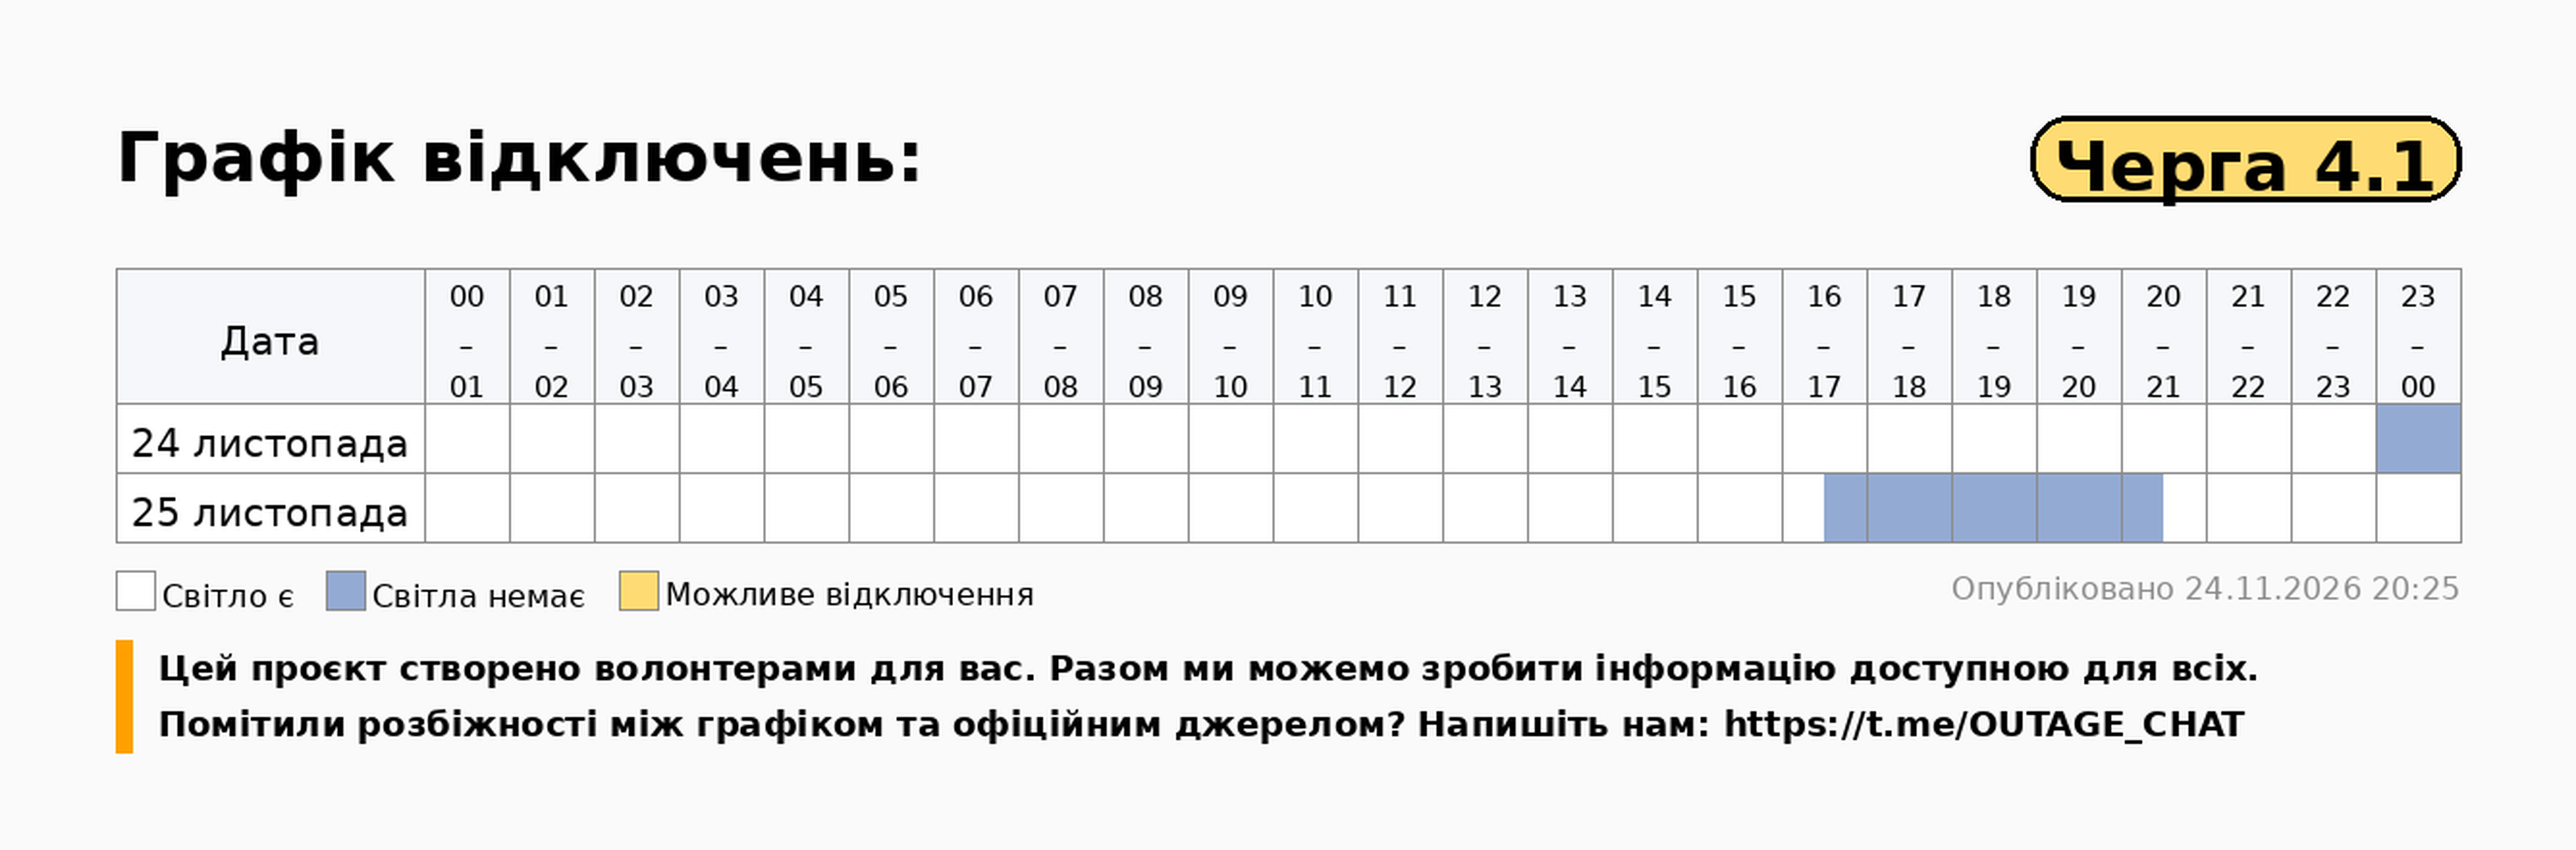 Графік відключень:
Черга 4.1
Дата 00 – 01 01 – 02 02 – 03 03 – 04 04 – 05 05 – 06 06 – 07 07 – 08 08 – 09 09 – 10 10 – 11 11 – 12 12 – 13 13 – 14 14 – 15 15 – 16 16 – 17 17 – 18 18 – 19 19 – 20 20 – 21 21 – 22 22 – 23 23 – 00
24 листопада
25 листопада
Світло є Світла немає Можливе відключення
Опубліковано 24.11.2026 20:25
Цей проєкт створено волонтерами для вас. Разом ми можемо зробити інформацію доступною для всіх.
Помітили розбіжності між графіком та офіційним джерелом? Напишіть нам: https://t.me/OUTAGE_CHAT